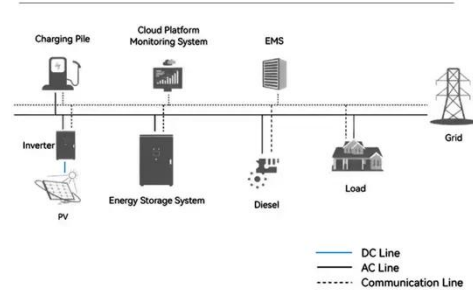 Charging Pile
Cloud Platform
Monitoring System
EMS
Grid
Inverter
PV
Energy Storage System
Diesel
Load
DC Line
AC Line
Communication Line